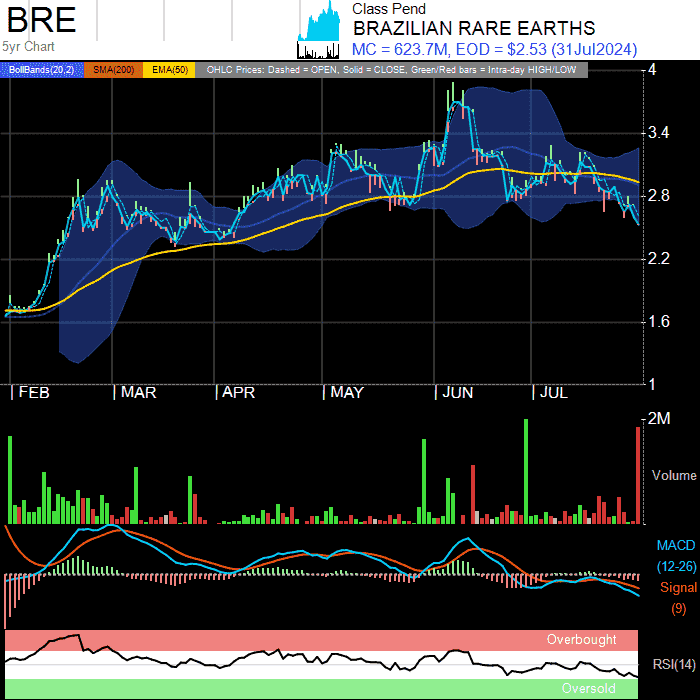 BRE
5yr Chart
Class Pend
BRAZILIAN RARE EARTHS
MC = 623.7M, EOD = $2.53 (31Jul2024)
BollBands(20,2) SMA(200) EMA(50) OHLC Prices: Dashed = OPEN, Solid = CLOSE, Green/Red bars = Intra-day HIGH/LOW
4
3.4
2.8
2.2
1.6
1
FEB MAR APR MAY JUN JUL
2M
Volume
MACD
(12-26)
Signal
(9)
Overbought
RSI(14)
Oversold